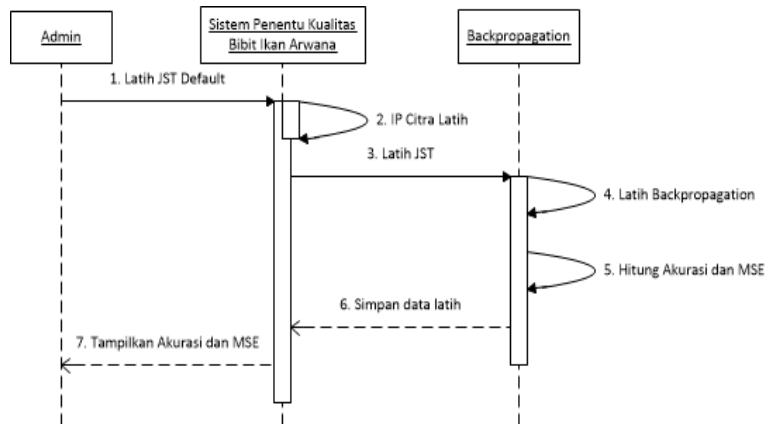 Admin
Sistem Penentu Kualitas
Bibit Ikan Arwana
Backpropagation
1. Latih JST Default
2. IP Citra Latih
3. Latih JST
4. Latih Backpropagation
5. Hitung Akurasi dan MSE
6. Simpan data latih
7. Tampilkan Akurasi dan MSE